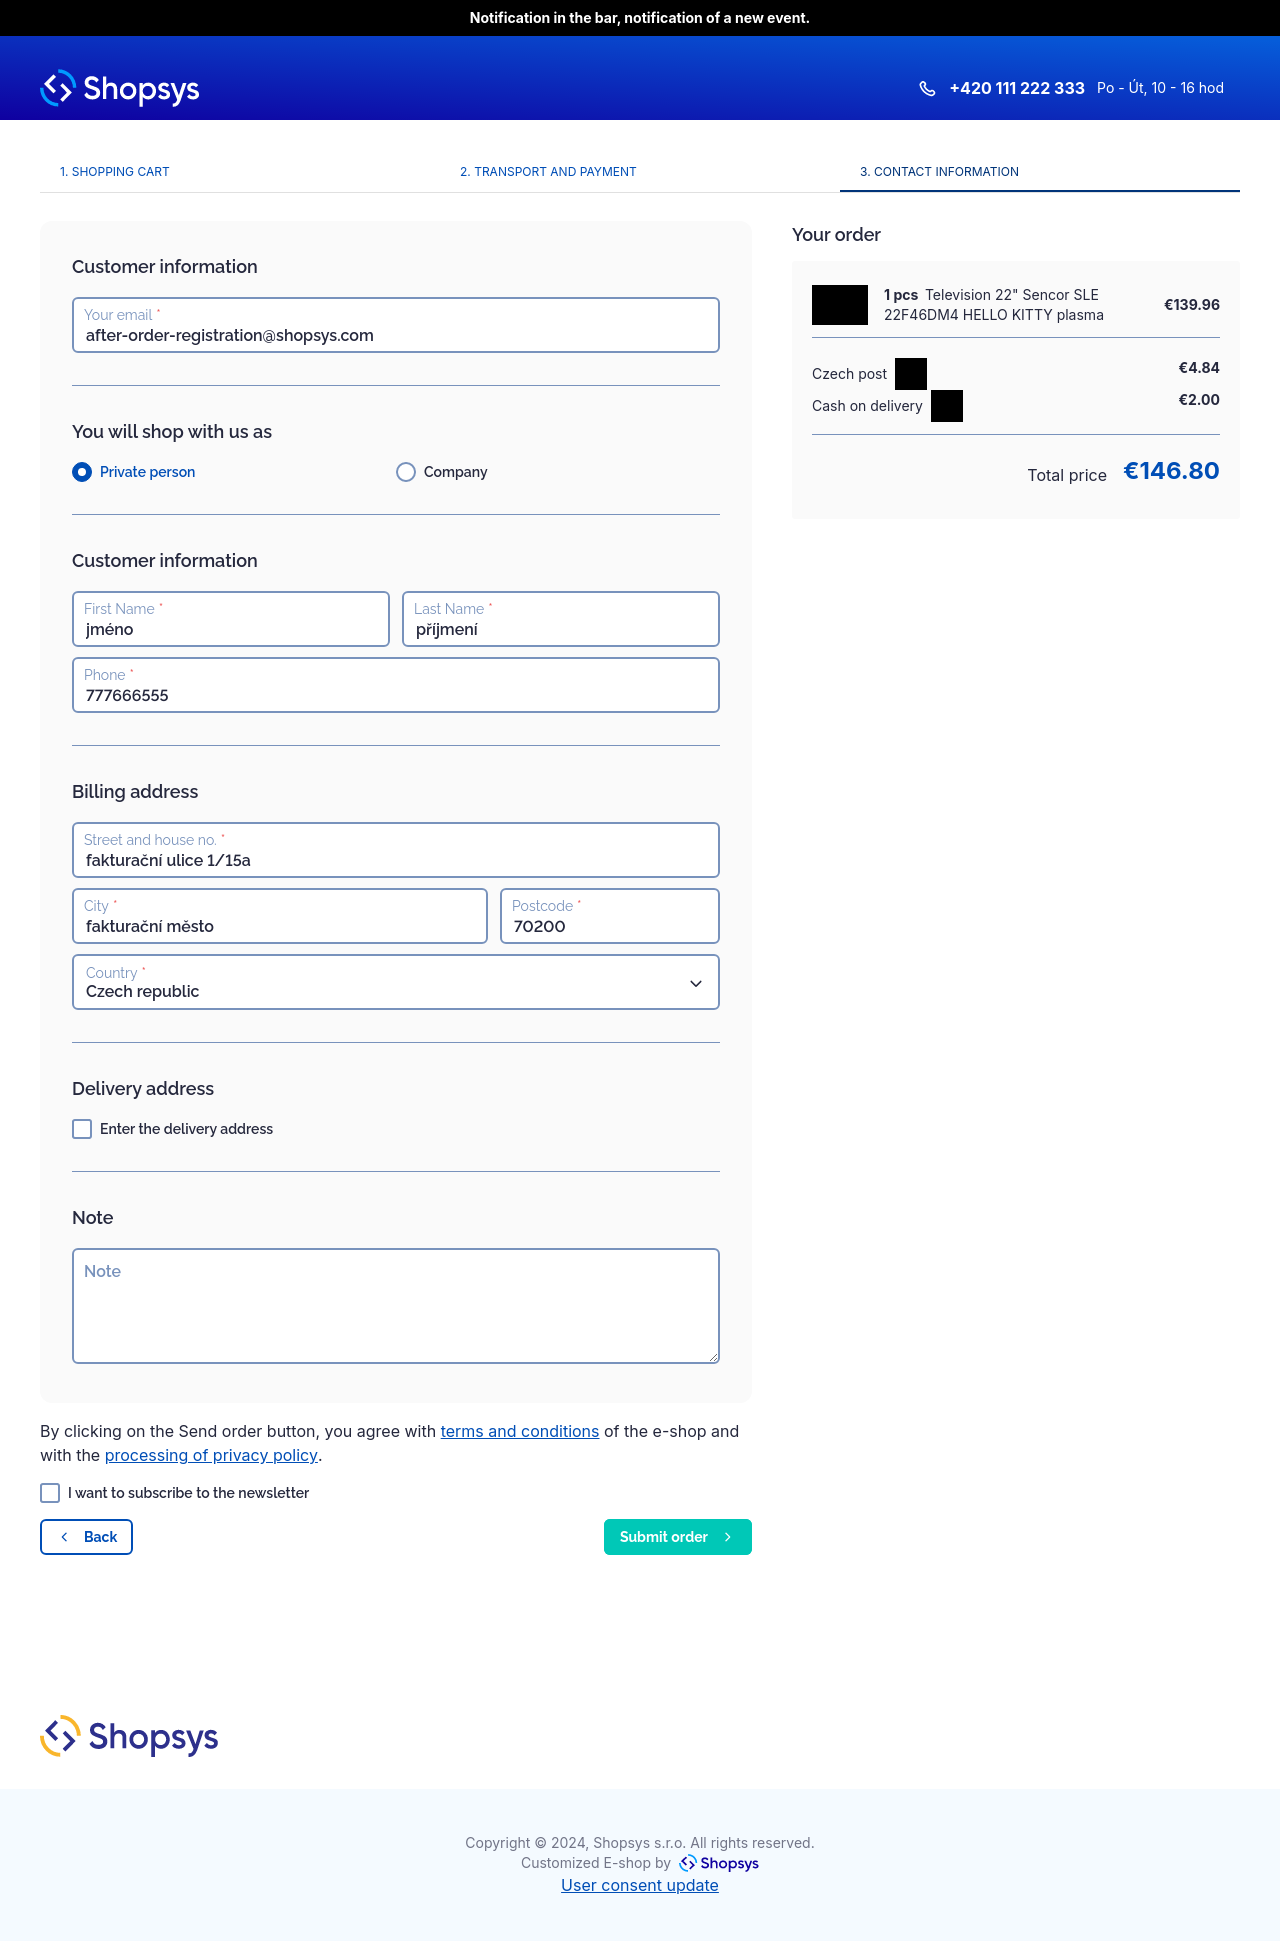 Notification in the bar, notification of a new event.
Shopsys
+420 111 222 333 Po - Út, 10 - 16 hod
1. SHOPPING CART
2. TRANSPORT AND PAYMENT
3. CONTACT INFORMATION
Customer information
Your email *
after-order-registration@shopsys.com
You will shop with us as
Private person
Company
Customer information
First Name *
jméno
Last Name *
příjmení
Phone *
777666555
Billing address
Street and house no. *
fakturační ulice 1/15a
City *
fakturační město
Postcode *
70200
Country *
Czech republic
Delivery address
Enter the delivery address
Note
Note
By clicking on the Send order button, you agree with terms and conditions of the e-shop and
with the processing of privacy policy.
I want to subscribe to the newsletter
Back
Submit order
Your order
1 pcs Television 22" Sencor SLE
22F46DM4 HELLO KITTY plasma
€139.96
Czech post
€4.84
Cash on delivery
€2.00
Total price €146.80
Shopsys
Copyright © 2024, Shopsys s.r.o. All rights reserved.
Customized E-shop by Shopsys
User consent update